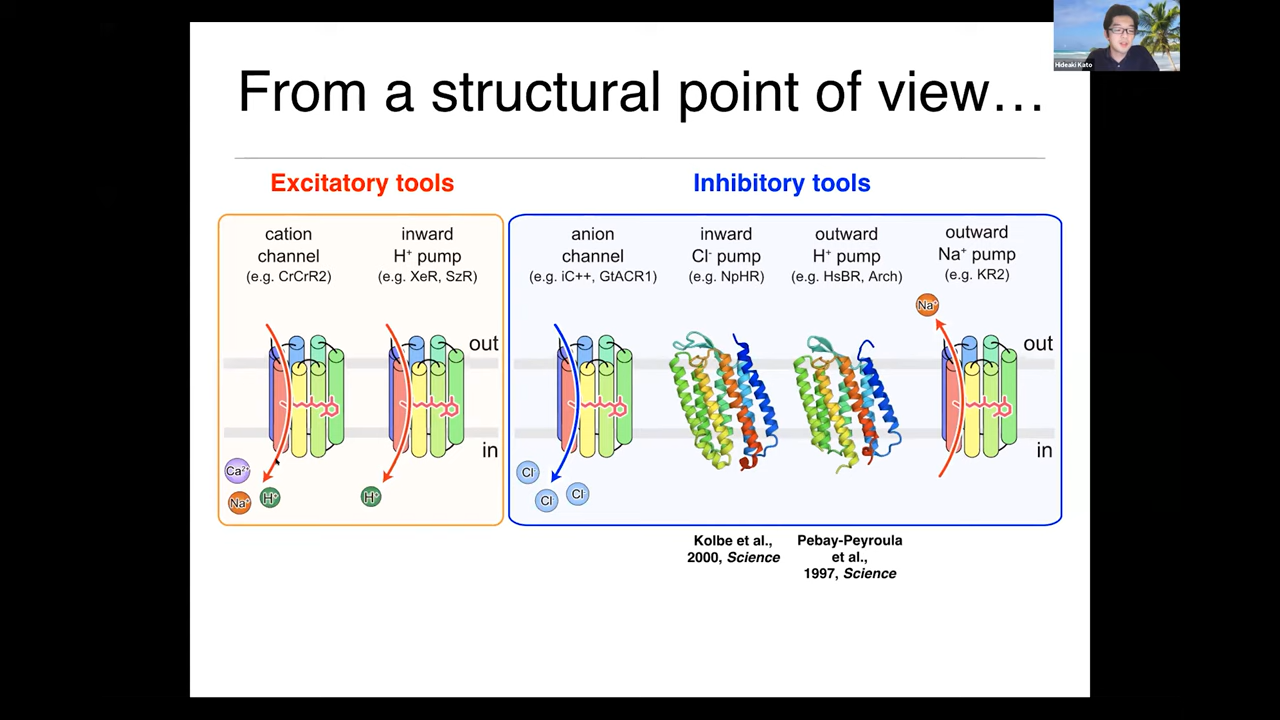 Hideaki Kato
From a structural point of view…
Excitatory tools
Inhibitory tools
cation
channel
(e.g. CrCrR2)
inward
H⁺ pump
(e.g. XeR, SzR)
anion
channel
(e.g. iC++, GtACR1)
inward
Cl⁻ pump
(e.g. NpHR)
outward
H⁺ pump
(e.g. HsBR, Arch)
outward
Na⁺ pump
(e.g. KR2)
Na⁺
out
out
in
in
Ca²⁺
Na⁺
H⁺
H⁺
Cl⁻
Cl⁻
Cl⁻
Kolbe et al.,
2000, Science
Pebay-Peyroula
et al.,
1997, Science